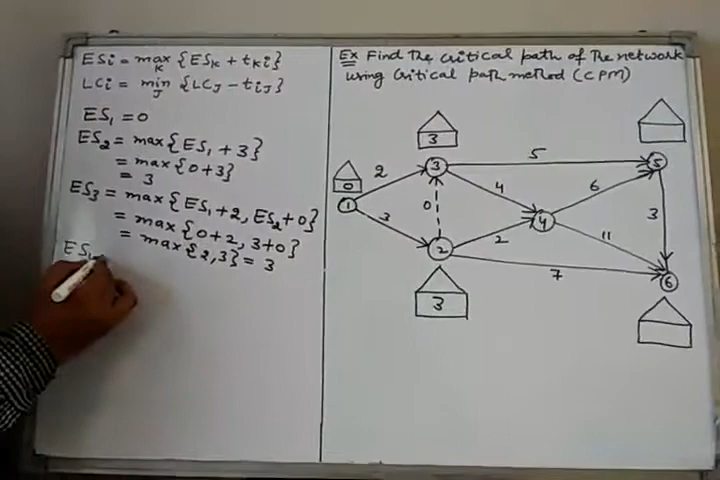 ESi = max {ESk + tki}
k
LCi = min {LCJ - tiJ}
J
ES1 = 0
ES2 = max{ES1 + 3}
= max{0+3}
= 3
ES3 = max{ES1 + 2, ES2 + 0}
= max{0+2, 3+0}
= max{2,3} = 3
ES
Ex Find the critical path of the network
using critical path method (CPM)
3
5
0
2
3
5
1
4
6
0
4
3
3
2
11
2
7
6
3